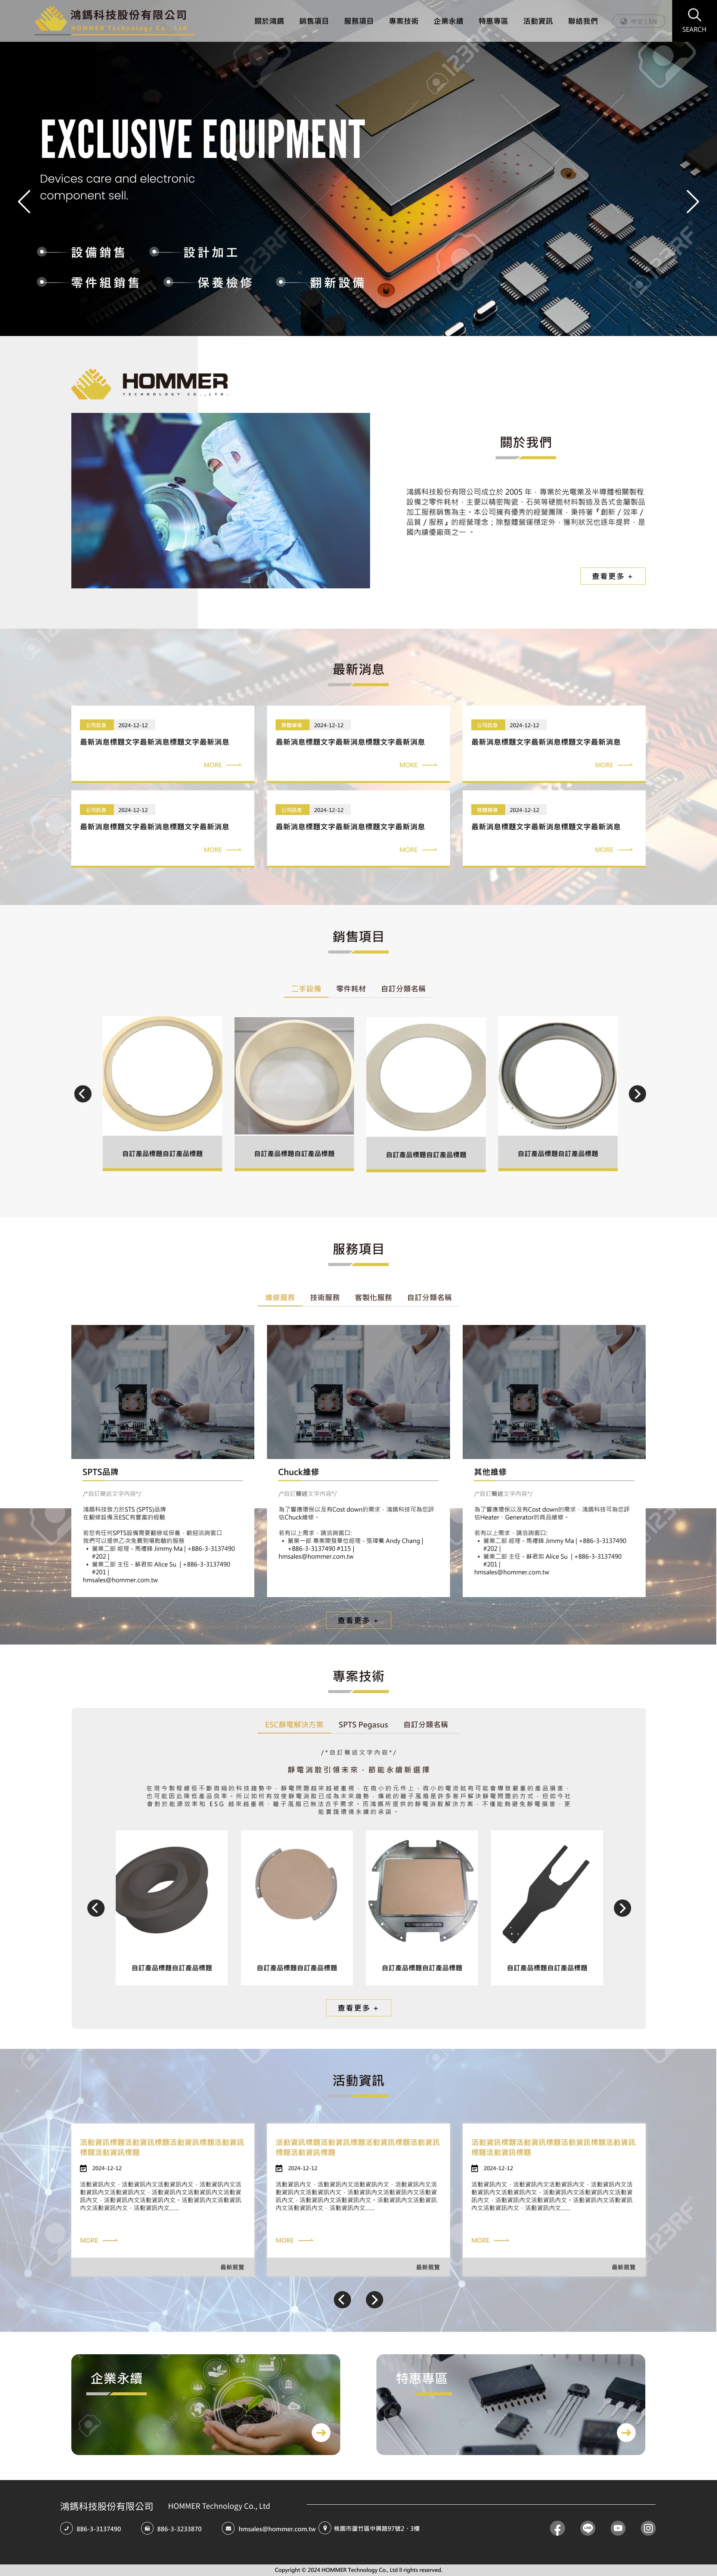 鴻鎷科技股份有限公司
HOMMER Technology Co., Ltd
關於鴻鎷 銷售項目 服務項目 專案技術 企業永續 特惠專區 活動資訊 聯絡我們 中文 | EN
SEARCH
EXCLUSIVE EQUIPMENT
Devices care and electronic
component sell.
設備銷售 設計加工
零件組銷售 保養檢修 翻新設備
HOMMER
TECHNOLOGY CO.,LTD.
關於我們
鴻鎷科技股份有限公司成立於 2005 年，專業於光電業及半導體相關製程
設備之零件耗材，主要以精密陶瓷、石英等硬脆材料製造及各式金屬製品
加工服務銷售為主。本公司擁有優秀的經營團隊，秉持著『創新 / 效率 /
品質 / 服務』的經營理念；除整體營運穩定外，獲利狀況也逐年提昇，是
國內績優廠商之一 。
查看更多 +
最新消息
公司訊息 2024-12-12
最新消息標題文字最新消息標題文字最新消息
MORE
媒體報導 2024-12-12
最新消息標題文字最新消息標題文字最新消息
MORE
公司訊息 2024-12-12
最新消息標題文字最新消息標題文字最新消息
MORE
公司訊息 2024-12-12
最新消息標題文字最新消息標題文字最新消息
MORE
公司訊息 2024-12-12
最新消息標題文字最新消息標題文字最新消息
MORE
媒體報導 2024-12-12
最新消息標題文字最新消息標題文字最新消息
MORE
銷售項目
二手設備 零件耗材 自訂分類名稱
自訂產品標題自訂產品標題
自訂產品標題自訂產品標題
自訂產品標題自訂產品標題
自訂產品標題自訂產品標題
服務項目
維修服務 技術服務 客製化服務 自訂分類名稱
SPTS品牌
/*自訂簡述文字內容*/
鴻鎷科技致力於STS (SPTS)品牌
在翻修設備及ESC有豐富的經驗
若您有任何SPTS設備需要翻修或保養，歡迎洽詢窗口
我們可以提供乙次免費到場勘驗的服務
• 營業二部 經理 - 馬禮鋒 Jimmy Ma | +886-3-3137490
#202 |
• 營業二部 主任 - 蘇君如 Alice Su | +886-3-3137490
#201 |
hmsales@hommer.com.tw
Chuck維修
/*自訂簡述文字內容*/
為了響應環保以及有Cost down的需求，鴻鎷科技可為您評
估Chuck維修。
若有以上需求，請洽詢窗口:
• 營業一部 專案開發單位經理 - 張瑋騫 Andy Chang |
+886-3-3137490 #115 |
hmsales@hommer.com.tw
其他維修
/*自訂簡述文字內容*/
為了響應環保以及有Cost down的需求，鴻鎷科技可為您評
估Heater、Generator的商品維修。
若有以上需求，請洽詢窗口:
• 營業二部 經理 - 馬禮鋒 Jimmy Ma | +886-3-3137490
#202 |
• 營業二部 主任 - 蘇君如 Alice Su | +886-3-3137490
#201 |
hmsales@hommer.com.tw
查看更多 +
專案技術
ESC靜電解決方案 SPTS Pegasus 自訂分類名稱
/*自訂簡述文字內容*/
靜電消散引領未來，節能永續新選擇
在現今製程線徑不斷微縮的科技趨勢中，靜電問題越來越被重視，在微小的元件上，微小的電流就有可能會導致嚴重的產品損害，
也可能因此降低產品良率。所以如何有效使靜電消散已成為未來趨勢，傳統的離子風扇是許多客戶解決靜電問題的方式，但如今社
會對於能源效率和 ESG 越來越重視，離子風扇已無法合乎需求。而鴻鎷所提供的靜電消散解決方案，不僅能夠避免靜電損害，更
能實踐環境永續的承諾。
自訂產品標題自訂產品標題
自訂產品標題自訂產品標題
自訂產品標題自訂產品標題
自訂產品標題自訂產品標題
查看更多 +
活動資訊
活動資訊標題活動資訊標題活動資訊標題活動資訊
標題活動資訊標題
2024-12-12
活動資訊內文，活動資訊內文活動資訊內文，活動資訊內文活
動資訊內文活動資訊內文，活動資訊內文活動資訊內文活動資
訊內文，活動資訊內文活動資訊內文。活動資訊內文活動資訊
內文活動資訊內文，活動資訊內文......
MORE
最新展覽
活動資訊標題活動資訊標題活動資訊標題活動資訊
標題活動資訊標題
2024-12-12
活動資訊內文，活動資訊內文活動資訊內文，活動資訊內文活
動資訊內文活動資訊內文，活動資訊內文活動資訊內文活動資
訊內文，活動資訊內文活動資訊內文。活動資訊內文活動資訊
內文活動資訊內文，活動資訊內文......
MORE
最新展覽
活動資訊標題活動資訊標題活動資訊標題活動資訊
標題活動資訊標題
2024-12-12
活動資訊內文，活動資訊內文活動資訊內文，活動資訊內文活
動資訊內文活動資訊內文，活動資訊內文活動資訊內文活動資
訊內文，活動資訊內文活動資訊內文。活動資訊內文活動資訊
內文活動資訊內文，活動資訊內文......
MORE
最新展覽
企業永續
特惠專區
鴻鎷科技股份有限公司 HOMMER Technology Co., Ltd
886-3-3137490 886-3-3233870 hmsales@hommer.com.tw 桃園市蘆竹區中興路97號2、3樓
Copyright © 2024 HOMMER Technology Co., Ltd ll rights reserved.